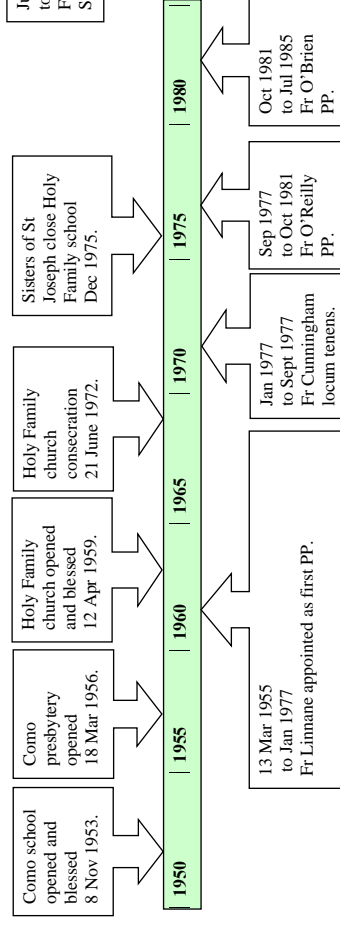 Como school
opened and
blessed
8 Nov 1953.
Como
presbytery
opened
18 Mar 1956.
Holy Family
church opened
and blessed
12 Apr 1959.
Holy Family
church
consecration
21 June 1972.
Sisters of St
Joseph close Holy
Family school
Dec 1975.
1950
1955
1960
1965
1970
1975
1980
13 Mar 1955
to Jan 1977
Fr Linnane appointed as first PP.
Jan 1977
to Sept 1977
Fr Cunningham
locum tenens.
Sep 1977
to Oct 1981
Fr O'Reilly
PP.
Oct 1981
to Jul 1985
Fr O'Brien
PP.